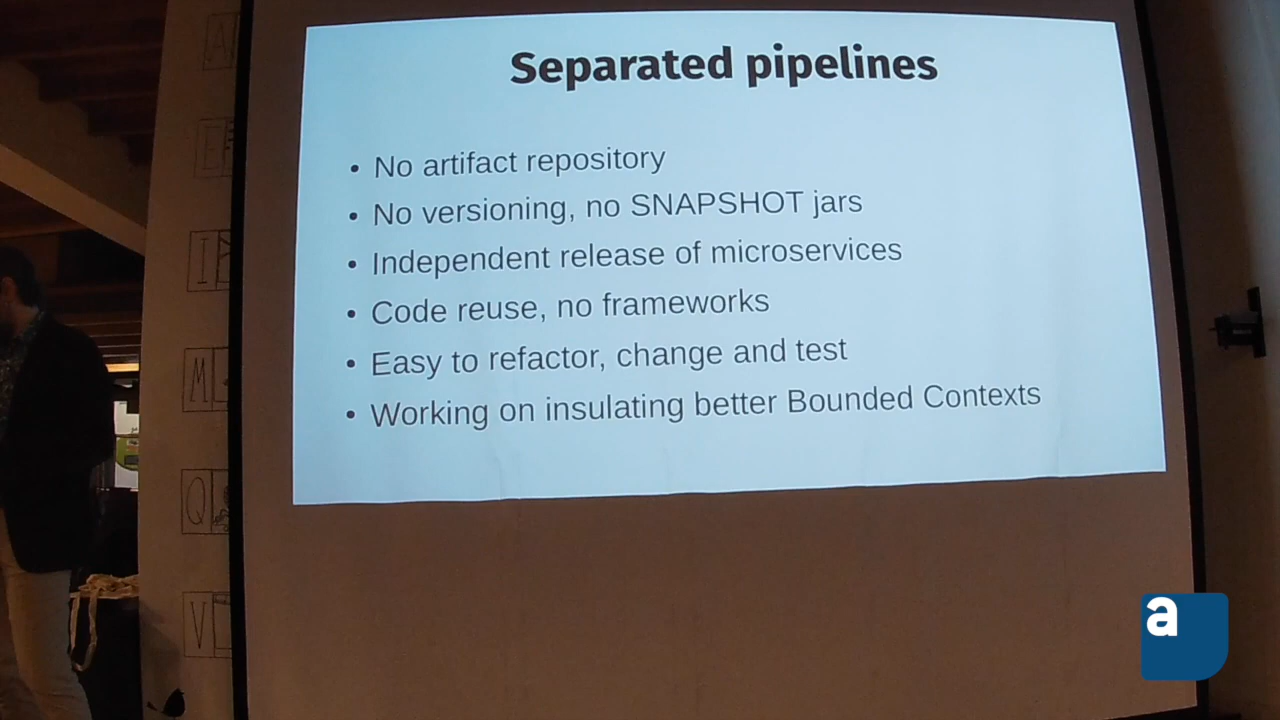 Separated pipelines
• No artifact repository
• No versioning, no SNAPSHOT jars
• Independent release of microservices
• Code reuse, no frameworks
• Easy to refactor, change and test
• Working on insulating better Bounded Contexts
A
I
M
Q
V
a